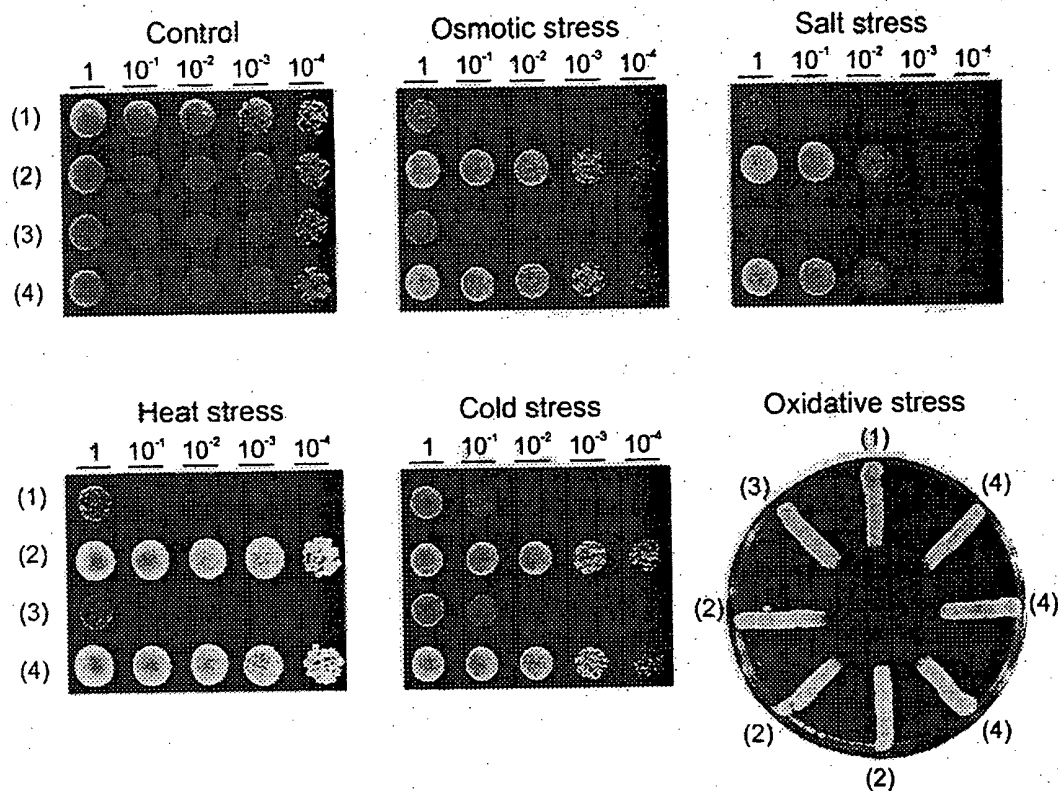 Control
1 10⁻¹ 10⁻² 10⁻³ 10⁻⁴
(1)
(2)
(3)
(4)
Osmotic stress
1 10⁻¹ 10⁻² 10⁻³ 10⁻⁴
Salt stress
1 10⁻¹ 10⁻² 10⁻³ 10⁻⁴
Heat stress
1 10⁻¹ 10⁻² 10⁻³ 10⁻⁴
(1)
(2)
(3)
(4)
Cold stress
1 10⁻¹ 10⁻² 10⁻³ 10⁻⁴
Oxidative stress
(1)
(3) (4)
(2) (4)
(2) (4)
(2)